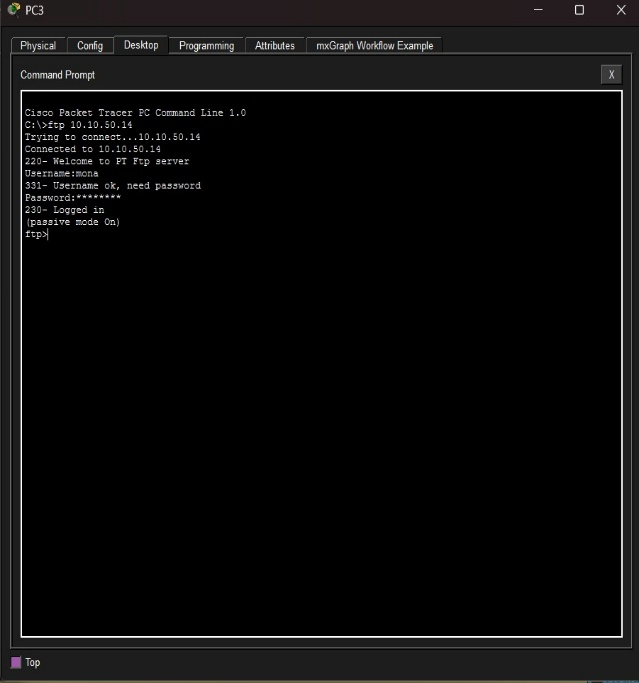 PC3
Physical Config Desktop Programming Attributes mxGraph Workflow Example
Command Prompt
X
Cisco Packet Tracer PC Command Line 1.0
C:\>ftp 10.10.50.14
Trying to connect...10.10.50.14
Connected to 10.10.50.14
220- Welcome to PT Ftp server
Username:mona
331- Username ok, need password
Password:********
230- Logged in
(passive mode On)
ftp>
Top